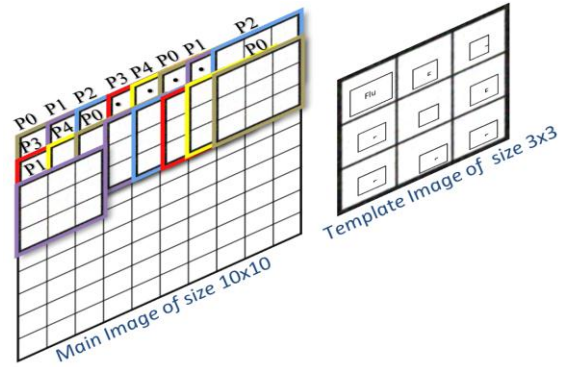 P0 P1 P2 P3 P4 P0 P1 P2
P3 P4 P0 P0
P1
Flu
Main Image of size 10x10
Template Image of size 3x3